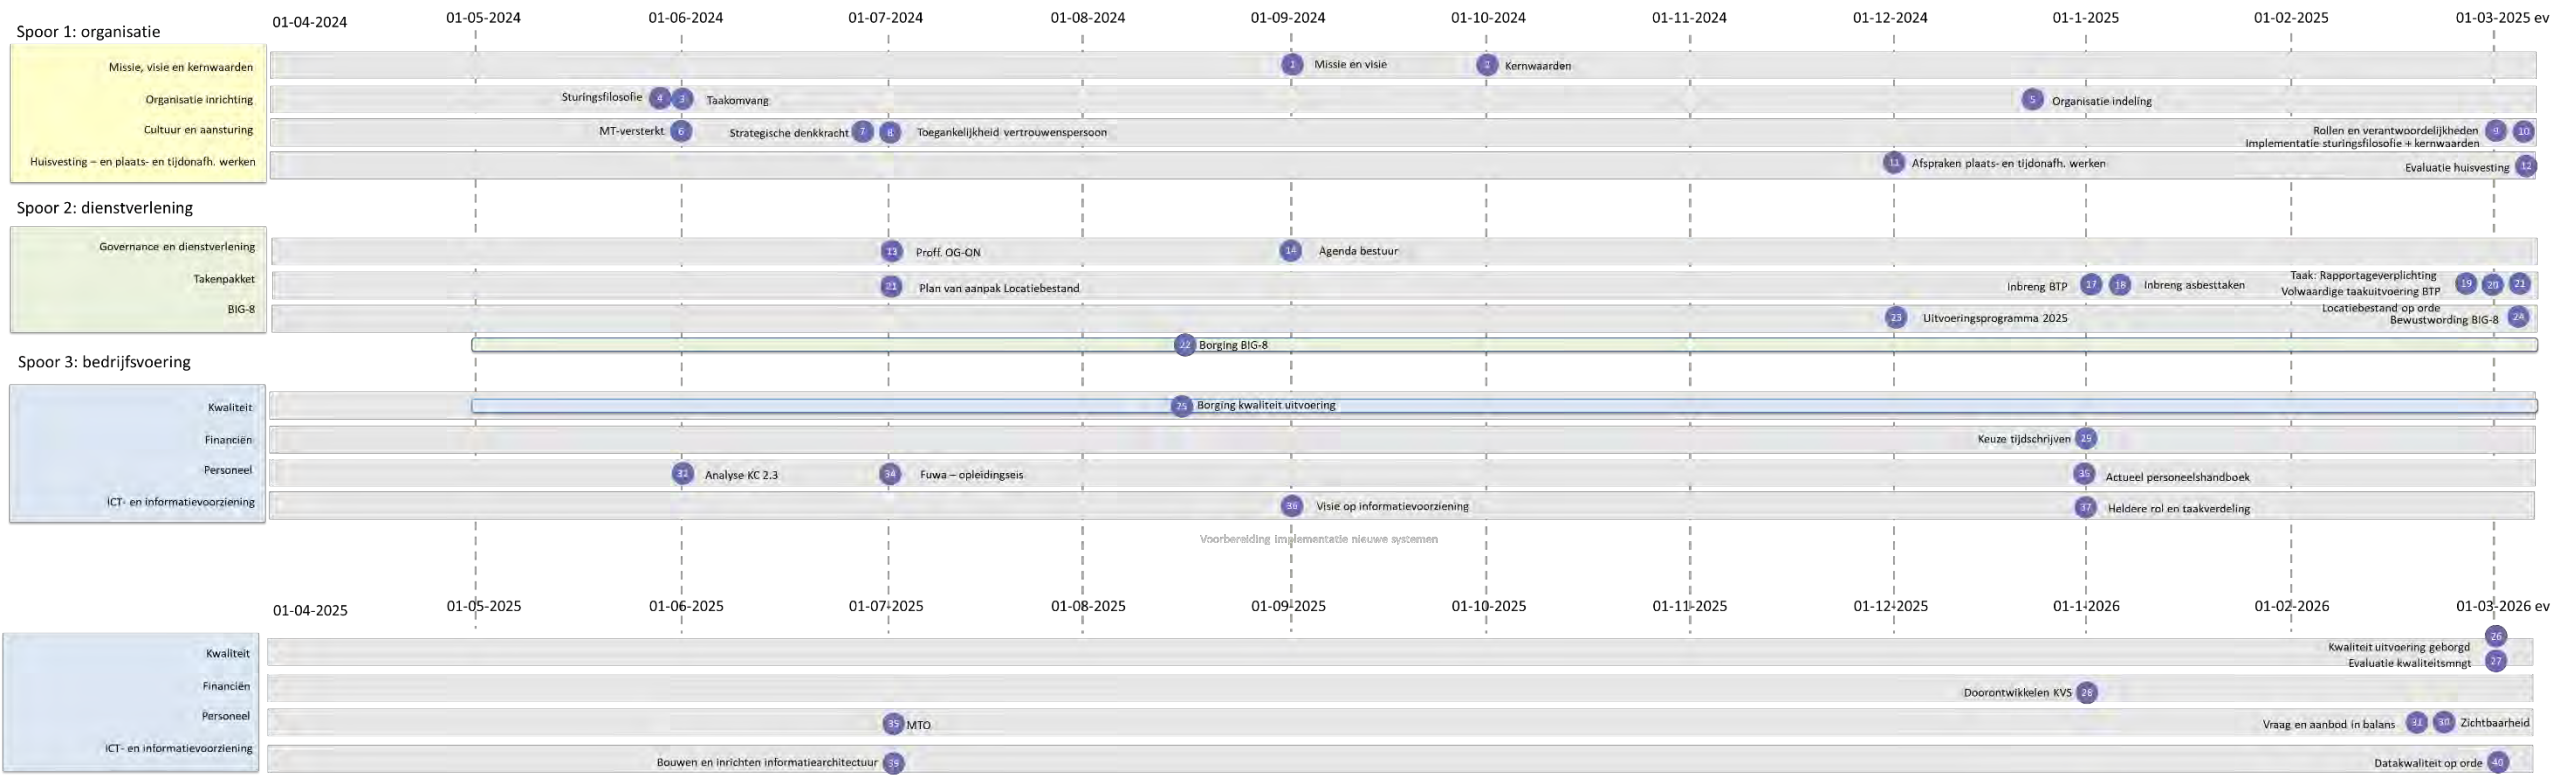 01-04-2024 01-05-2024 01-06-2024 01-07-2024 01-08-2024 01-09-2024 01-10-2024 01-11-2024 01-12-2024 01-1-2025 01-02-2025 01-03-2025 ev
Spoor 1: organisatie
Missie, visie en kernwaarden 1 Missie en visie 2 Kernwaarden
Organisatie inrichting Sturingsfilosofie 4 3 Taakomvang 5 Organisatie indeling
Cultuur en aansturing MT-versterkt 6 Strategische denkkracht 7 8 Toegankelijkheid vertrouwenspersoon Rollen en verantwoordelijkheden 9 10
Implementatie sturingsfilosofie + kernwaarden
Huisvesting – en plaats- en tijdonafh. werken 11 Afspraken plaats- en tijdonafh. werken Evaluatie huisvesting 12
Spoor 2: dienstverlening
Governance en dienstverlening 13 Proff. OG-ON 14 Agenda bestuur
Takenpakket 21 Plan van aanpak Locatiebestand Inbreng BTP 17 18 Inbreng asbesttaken Taak: Rapportageverplichting 19 20 21
Volwaardige taakuitvoering BTP
Locatiebestand op orde
BIG-8 23 Uitvoeringsprogramma 2025 Bewustwording BIG-8 24
22 Borging BIG-8
Spoor 3: bedrijfsvoering
Kwaliteit 25 Borging kwaliteit uitvoering
Financiën Keuze tijdschrijven 29
Personeel 32 Analyse KC 2.3 34 Fuwa – opleidingseis 35 Actueel personeelshandboek
ICT- en informatievoorziening 36 Visie op informatievoorziening 37 Heldere rol en taakverdeling
Voorbereiding implementatie nieuwe systemen
01-04-2025 01-05-2025 01-06-2025 01-07-2025 01-08-2025 01-09-2025 01-10-2025 01-11-2025 01-12-2025 01-1-2026 01-02-2026 01-03-2026 ev
26
Kwaliteit Kwaliteit uitvoering geborgd
Evaluatie kwaliteitsmngt 27
Financiën Doorontwikkelen KVS 28
Personeel 35 MTO Vraag en aanbod in balans 31 30 Zichtbaarheid
ICT- en informatievoorziening Bouwen en inrichten informatiearchitectuur 39 Datakwaliteit op orde 40